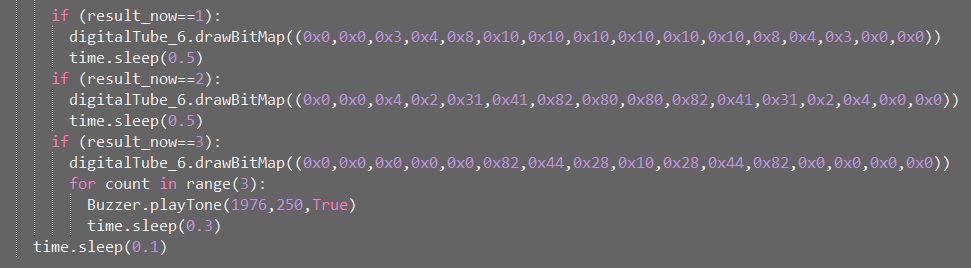 if (result_now==1):
digitalTube_6.drawBitMap((0x0,0x0,0x3,0x4,0x8,0x10,0x10,0x10,0x10,0x10,0x10,0x8,0x4,0x3,0x0,0x0))
time.sleep(0.5)
if (result_now==2):
digitalTube_6.drawBitMap((0x0,0x0,0x4,0x2,0x31,0x41,0x82,0x80,0x80,0x82,0x41,0x31,0x2,0x4,0x0,0x0))
time.sleep(0.5)
if (result_now==3):
digitalTube_6.drawBitMap((0x0,0x0,0x0,0x0,0x0,0x82,0x44,0x28,0x10,0x28,0x44,0x82,0x0,0x0,0x0,0x0))
for count in range(3):
Buzzer.playTone(1976,250,True)
time.sleep(0.3)
time.sleep(0.1)